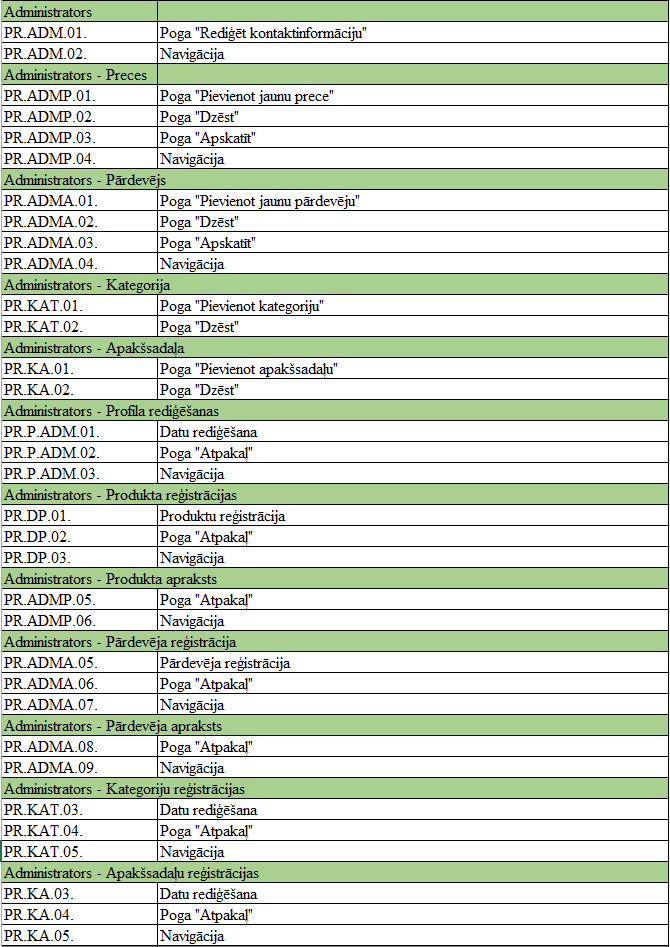 Administrators
PR.ADM.01. Poga "Rediģēt kontaktinformāciju"
PR.ADM.02. Navigācija
Administrators - Preces
PR.ADMP.01. Poga "Pievienot jaunu prece"
PR.ADMP.02. Poga "Dzēst"
PR.ADMP.03. Poga "Apskatīt"
PR.ADMP.04. Navigācija
Administrators - Pārdevējs
PR.ADMA.01. Poga "Pievienot jaunu pārdevēju"
PR.ADMA.02. Poga "Dzēst"
PR.ADMA.03. Poga "Apskatīt"
PR.ADMA.04. Navigācija
Administrators - Kategorija
PR.KAT.01. Poga "Pievienot kategoriju"
PR.KAT.02. Poga "Dzēst"
Administrators - Apakšsadaļa
PR.KA.01. Poga "Pievienot apakšsadaļu"
PR.KA.02. Poga "Dzēst"
Administrators - Profila rediģēšanas
PR.P.ADM.01. Datu rediģēšana
PR.P.ADM.02. Poga "Atpakaļ"
PR.P.ADM.03. Navigācija
Administrators - Produkta reģistrācijas
PR.DP.01. Produktu reģistrācija
PR.DP.02. Poga "Atpakaļ"
PR.DP.03. Navigācija
Administrators - Produkta apraksts
PR.ADMP.05. Poga "Atpakaļ"
PR.ADMP.06. Navigācija
Administrators - Pārdevēja reģistrācija
PR.ADMA.05. Pārdevēja reģistrācija
PR.ADMA.06. Poga "Atpakaļ"
PR.ADMA.07. Navigācija
Administrators - Pārdevēja apraksts
PR.ADMA.08. Poga "Atpakaļ"
PR.ADMA.09. Navigācija
Administrators - Kategoriju reģistrācijas
PR.KAT.03. Datu rediģēšana
PR.KAT.04. Poga "Atpakaļ"
PR.KAT.05. Navigācija
Administrators - Apakšsadaļu reģistrācijas
PR.KA.03. Datu rediģēšana
PR.KA.04. Poga "Atpakaļ"
PR.KA.05. Navigācija